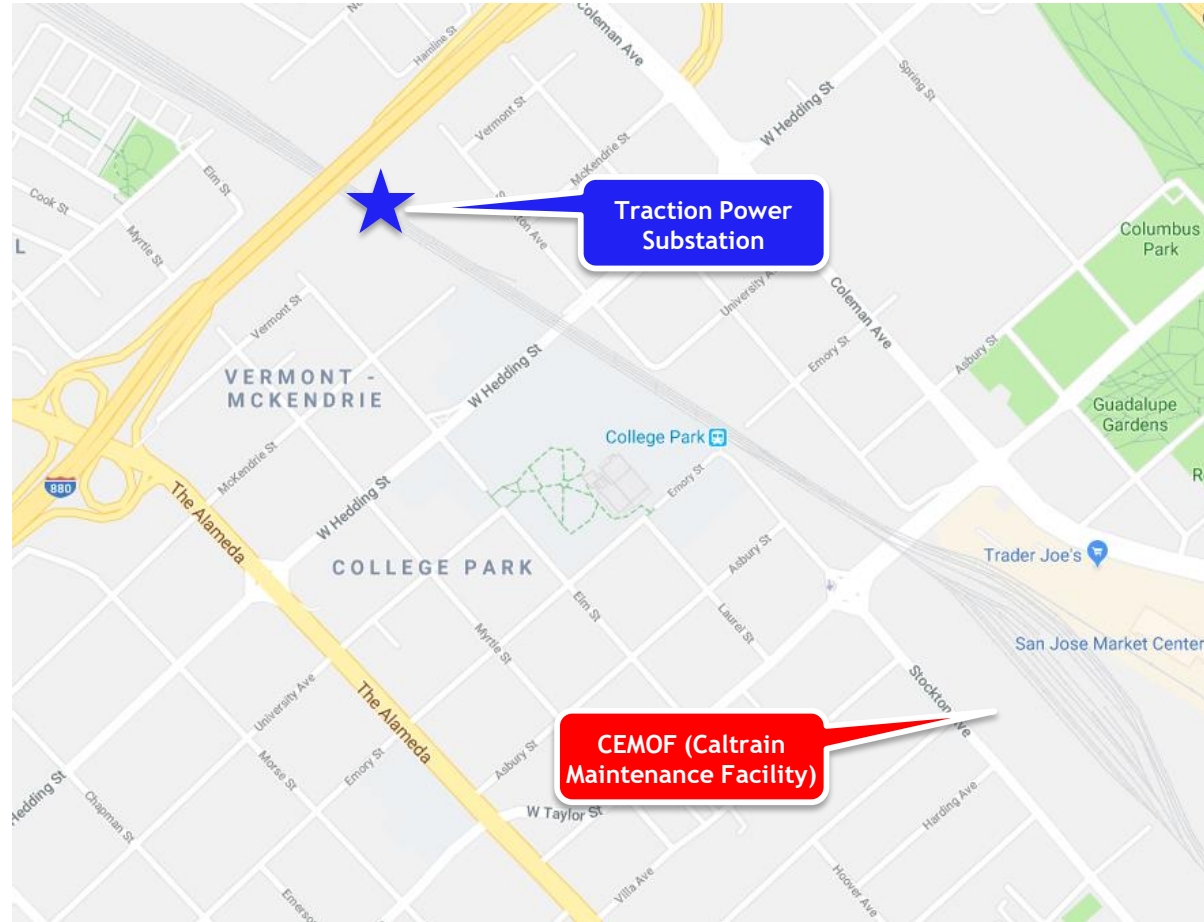 Coleman Ave
Hamline St
Spring St
W Hedding St
Vermont St
McKendrie St
Elm St
Cook St
Myrtle St
L
Traction Power
Substation
Columbus
Park
University A
Coleman Ave
Vermont St
Emory St
Asbury St
VERMONT -
MCKENDRIE
W Hedding St
Guadalupe
Gardens
College Park
McKendrie St
Emory St
R
880
The Alameda
W Hedding St
Asbury St
Trader Joe's
COLLEGE PARK
Elm St
Laurel St
Myrtle St
San Jose Market Center
Stockton Ave
University Ave
The Alameda
CEMOF (Caltrain
Maintenance Facility)
Asbury St
Emory St
Morse St
Hedding St
Chapman St
W Taylor St
Harding Ave
Villa Ave
Hoover Ave
Emerso